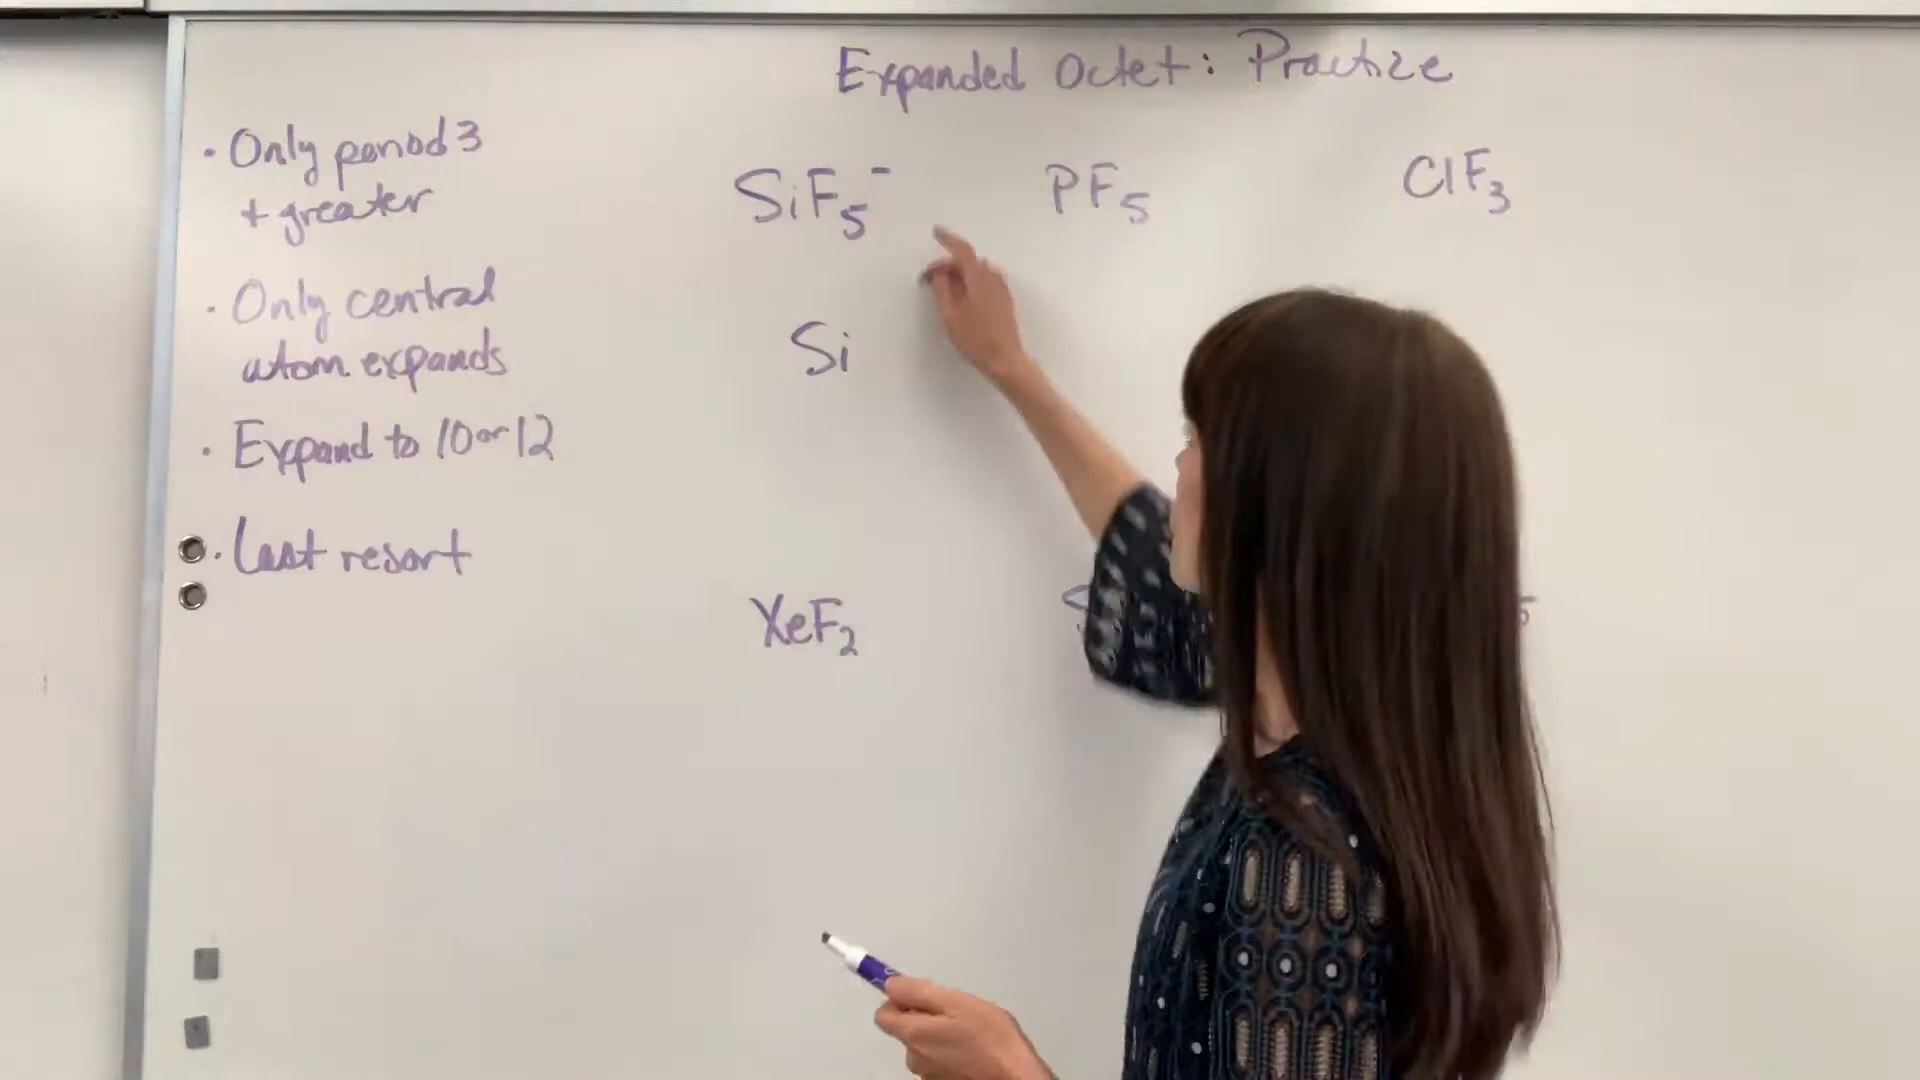 Expanded Octet: Practice
• Only period 3
+ greater
• Only central
atom expands
• Expand to 10 or 12
• Last resort
SiF₅⁻
PF₅
ClF₃
Si
XeF₂